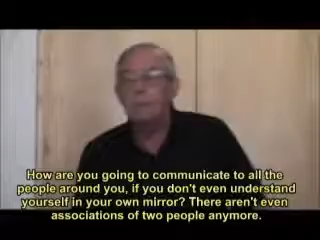 How are you going to communicate to all the
people around you, if you don't even understand
yourself in your own mirror? There aren't even
associations of two people anymore.